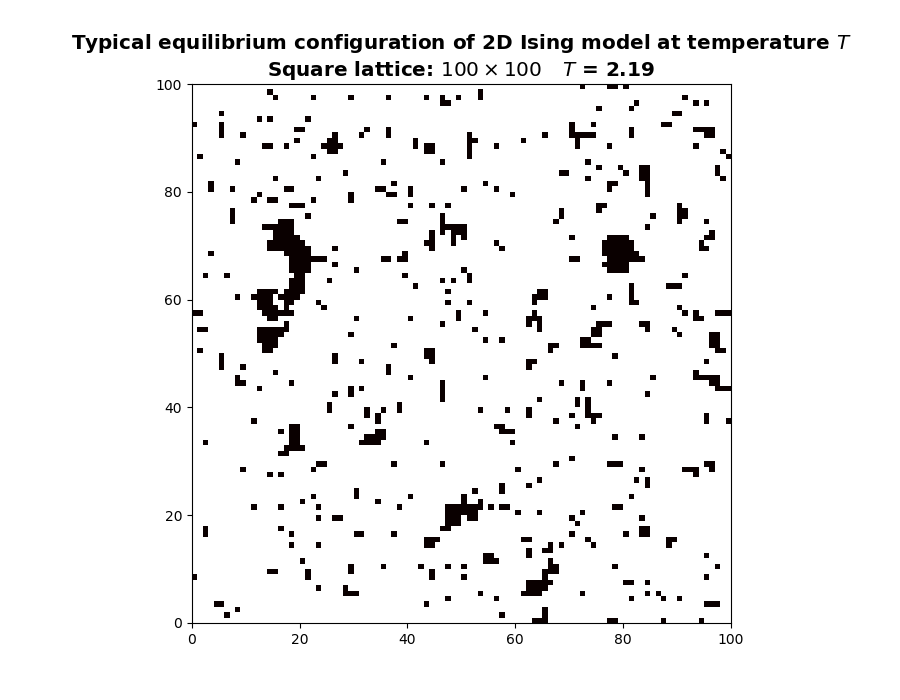 Typical equilibrium configuration of 2D Ising model at temperature T
Square lattice: 100 × 100 T = 2.19
100
80
60
40
20
0
0 20 40 60 80 100